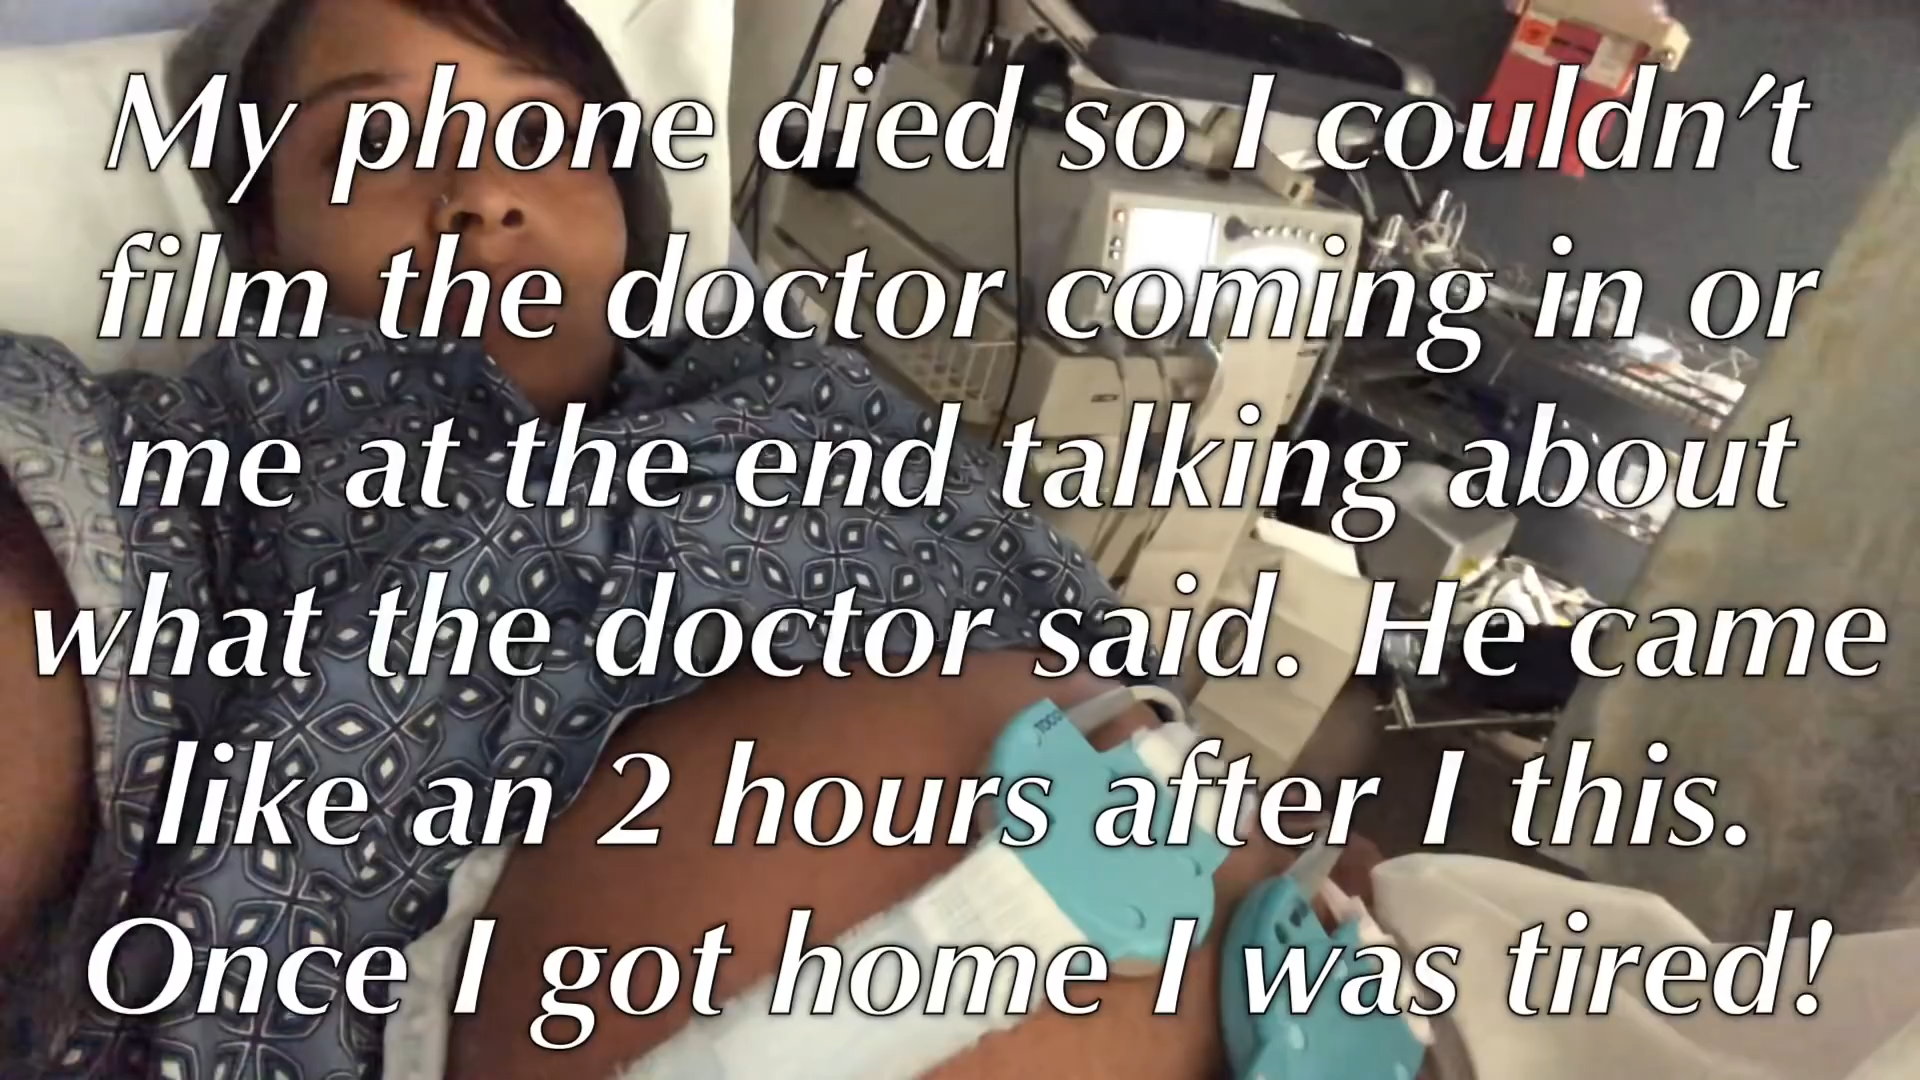 My phone died so I couldn't
film the doctor coming in or
me at the end talking about
what the doctor said. He came
like an 2 hours after I this.
Once I got home I was tired!
TOCO